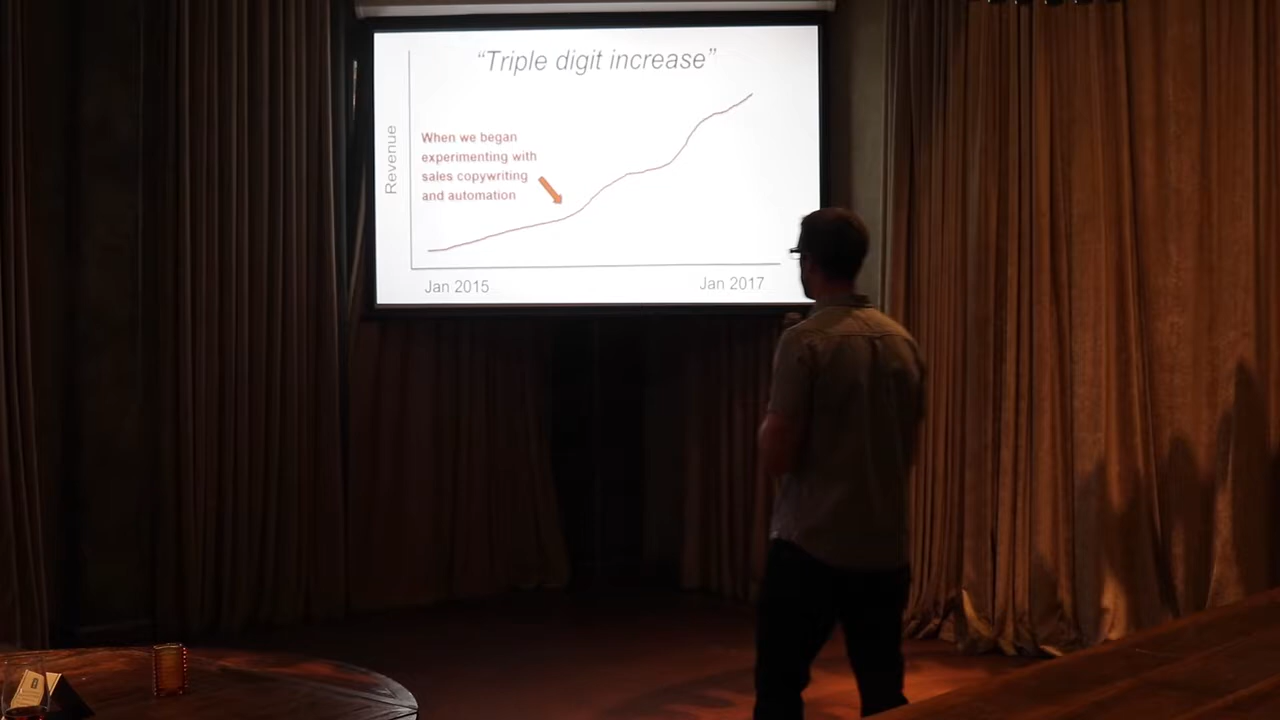 “Triple digit increase”
Revenue
When we began
experimenting with
sales copywriting
and automation
Jan 2015
Jan 2017